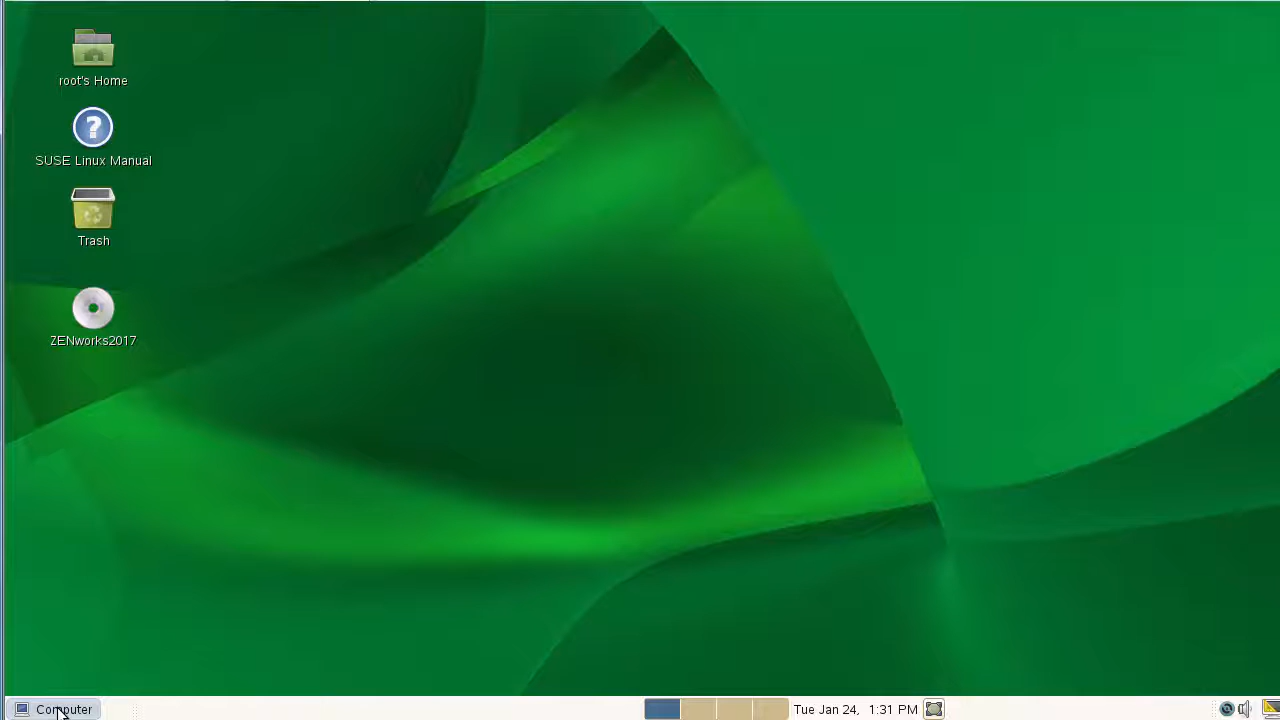 root's Home
SUSE Linux Manual
Trash
ZENworks2017
Computer
Tue Jan 24, 1:31 PM